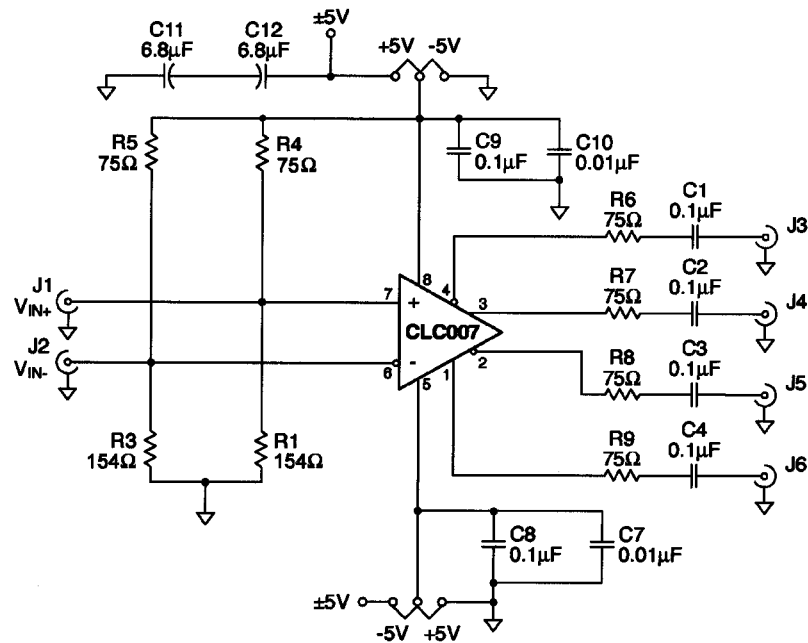 ±5V
C11
6.8µF
C12
6.8µF
+5V
-5V
R5
75Ω
R4
75Ω
C9
0.1µF
C10
0.01µF
R6
75Ω
C1
0.1µF
J3
J1
V_IN+
7
+
8
4
3
R7
75Ω
C2
0.1µF
J4
CLC007
J2
V_IN-
6
-
5
1
2
R8
75Ω
C3
0.1µF
J5
R3
154Ω
R1
154Ω
R9
75Ω
C4
0.1µF
J6
C8
0.1µF
C7
0.01µF
±5V
-5V
+5V